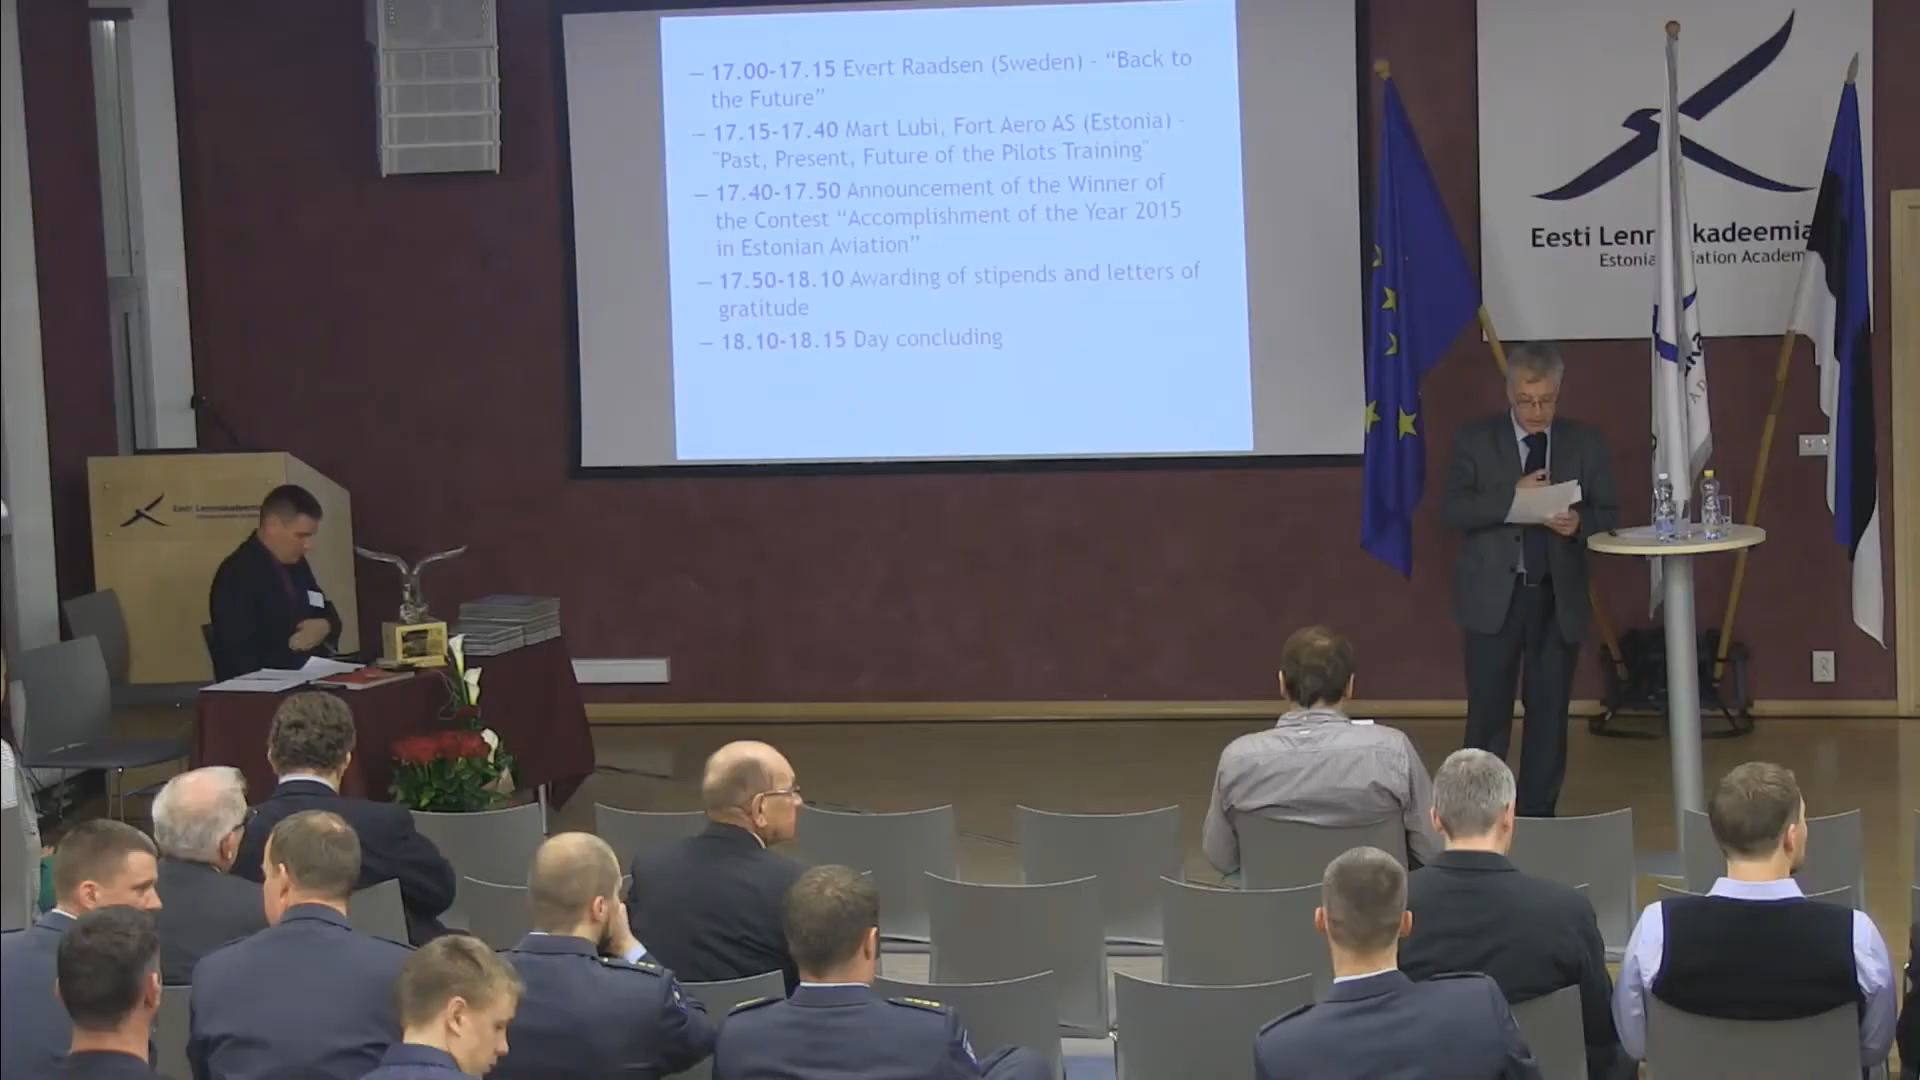 – 17.00-17.15 Evert Raadsen (Sweden) - “Back to
the Future”
– 17.15-17.40 Mart Lubi, Fort Aero AS (Estonia) -
"Past, Present, Future of the Pilots Training"
– 17.40-17.50 Announcement of the Winner of
the Contest “Accomplishment of the Year 2015
in Estonian Aviation”
– 17.50-18.10 Awarding of stipends and letters of
gratitude
– 18.10-18.15 Day concluding
Eesti Lenn kadeemia
Estonia iation Academ
Eesti Lennuakadeemia